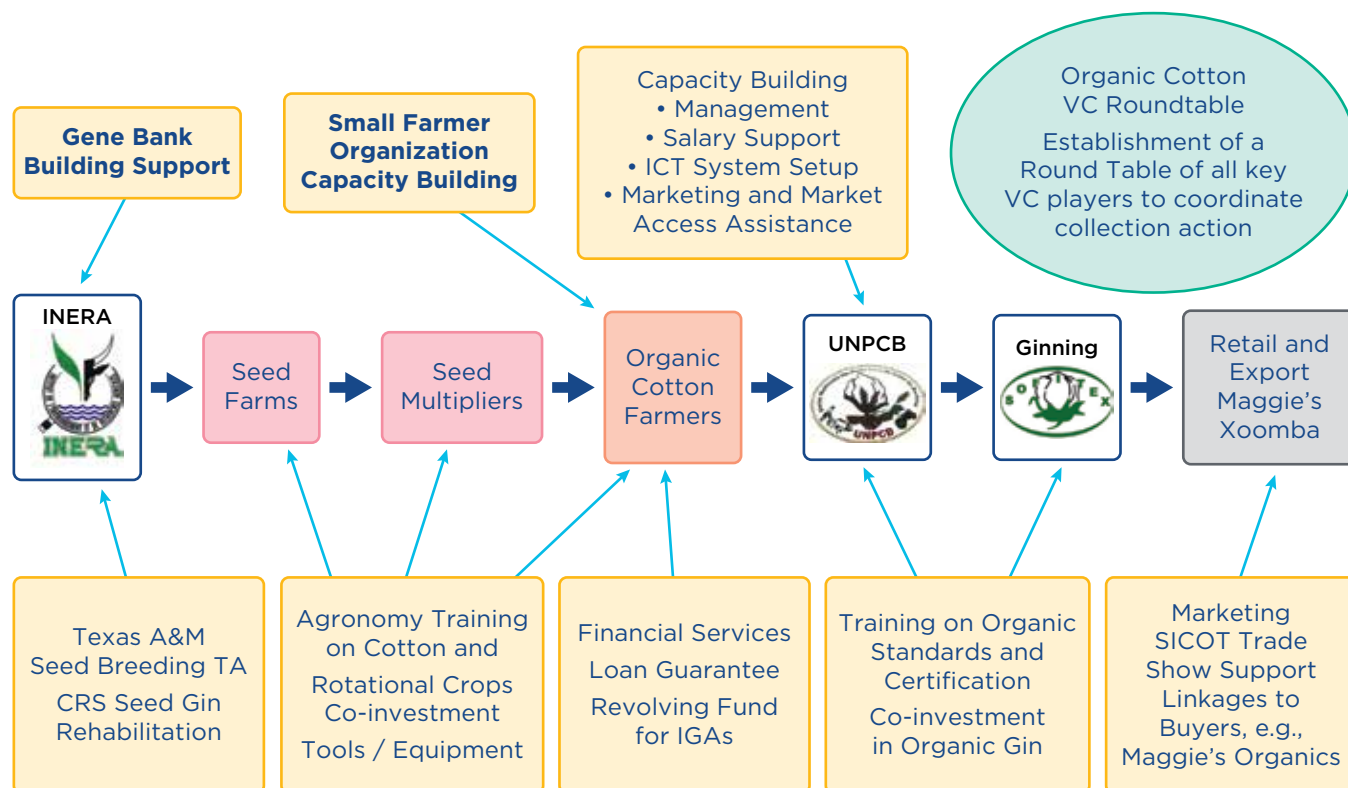 Gene Bank
Building Support
Small Farmer
Organization
Capacity Building
Capacity Building
• Management
• Salary Support
• ICT System Setup
• Marketing and Market
Access Assistance
Organic Cotton
VC Roundtable
Establishment of a
Round Table of all key
VC players to coordinate
collection action
INERA
INERA
Seed
Farms
Seed
Multipliers
Organic
Cotton
Farmers
UNPCB
UNPCB
Ginning
SOFITEX
Retail and
Export
Maggie's
Xoomba
Texas A&M
Seed Breeding TA
CRS Seed Gin
Rehabilitation
Agronomy Training
on Cotton and
Rotational Crops
Co-investment
Tools / Equipment
Financial Services
Loan Guarantee
Revolving Fund
for IGAs
Training on Organic
Standards and
Certification
Co-investment
in Organic Gin
Marketing
SICOT Trade
Show Support
Linkages to
Buyers, e.g.,
Maggie's Organics